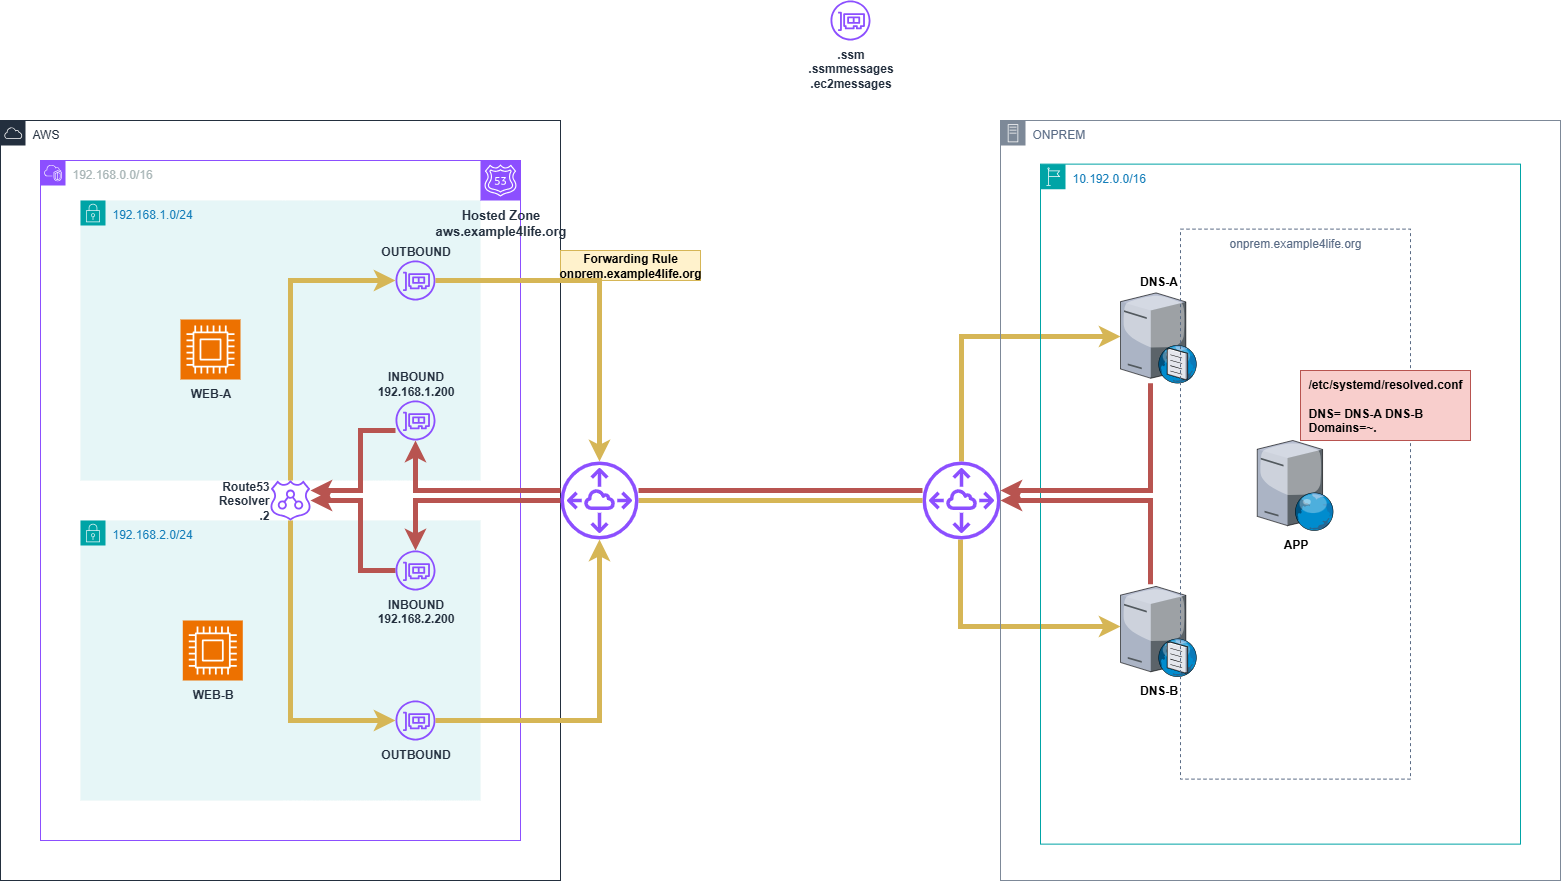 .ssm
.ssmmessages
.ec2messages
AWS
192.168.0.0/16
53
192.168.1.0/24
Hosted Zone
aws.example4life.org
OUTBOUND
Forwarding Rule
onprem.example4life.org
WEB-A
INBOUND
192.168.1.200
Route53
Resolver
.2
192.168.2.0/24
INBOUND
192.168.2.200
WEB-B
OUTBOUND
ONPREM
10.192.0.0/16
onprem.example4life.org
DNS-A
/etc/systemd/resolved.conf
DNS= DNS-A DNS-B
Domains=~.
APP
DNS-B